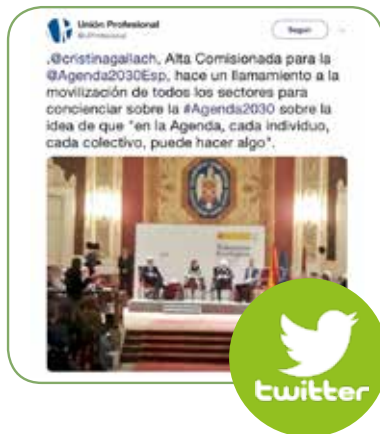 Unión Profesional
Seguir
.@cristinagallach, Alta Comisionada para la
@Agenda2030Esp, hace un llamamiento a la
movilización de todos los sectores para
concienciar sobre la #Agenda2030 sobre la
idea de que "en la Agenda, cada individuo,
cada colectivo, puede hacer algo".
twitter